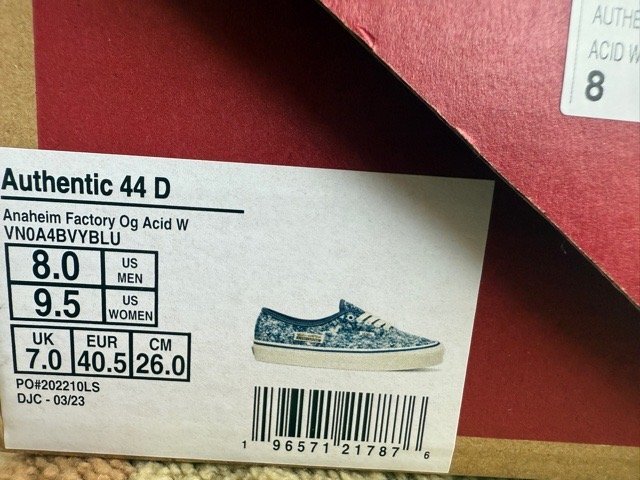 AUTHE
ACID W
8
Authentic 44 D
Anaheim Factory Og Acid W
VN0A4BVYBLU
8.0 US MEN
9.5 US WOMEN
UK EUR CM
7.0 40.5 26.0
PO#202210LS
DJC - 03/23
1 96571 21787 6